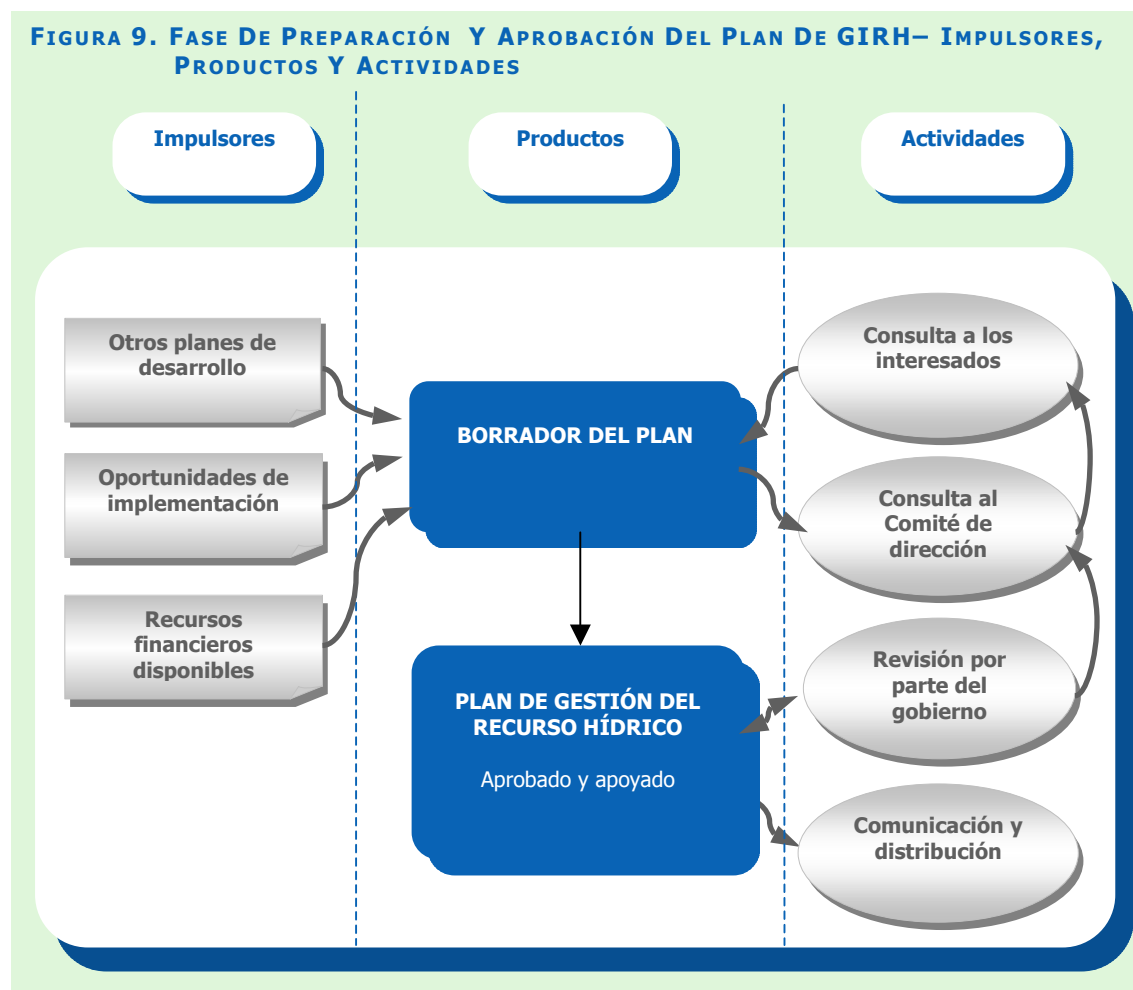 FIGURA 9. FASE DE PREPARACIÓN Y APROBACIÓN DEL PLAN DE GIRH– IMPULSORES,
PRODUCTOS Y ACTIVIDADES
Impulsores
Productos
Actividades
Otros planes de
desarrollo
Oportunidades de
implementación
Recursos
financieros
disponibles
BORRADOR DEL PLAN
PLAN DE GESTIÓN DEL
RECURSO HÍDRICO
Aprobado y apoyado
Consulta a los
interesados
Consulta al
Comité de
dirección
Revisión por
parte del
gobierno
Comunicación y
distribución